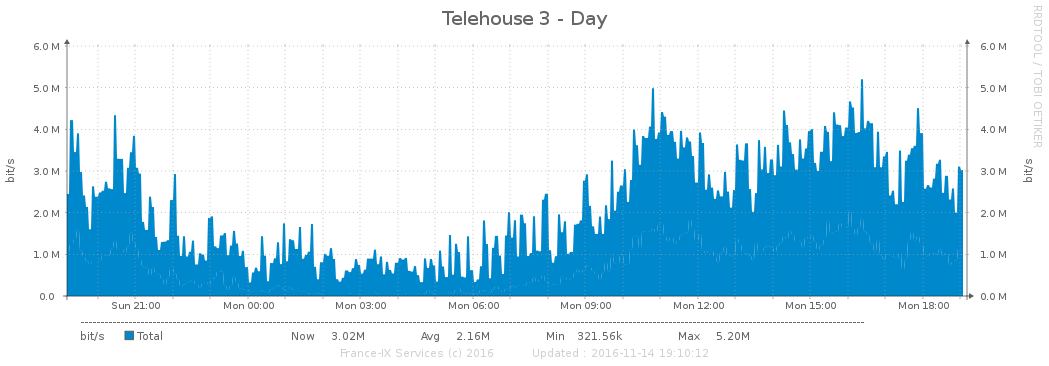 Telehouse 3 - Day
RRDTOOL / TOBI OETIKER
6.0 M 6.0 M
5.0 M 5.0 M
4.0 M 4.0 M
3.0 M 3.0 M
2.0 M 2.0 M
1.0 M 1.0 M
0.0 0.0 M
bit/s bit/s
Sun 21:00 Mon 00:00 Mon 03:00 Mon 06:00 Mon 09:00 Mon 12:00 Mon 15:00 Mon 18:00
bit/s Total Now 3.02M Avg 2.16M Min 321.56k Max 5.20M
France-IX Services (c) 2016 Updated : 2016-11-14 19:10:12